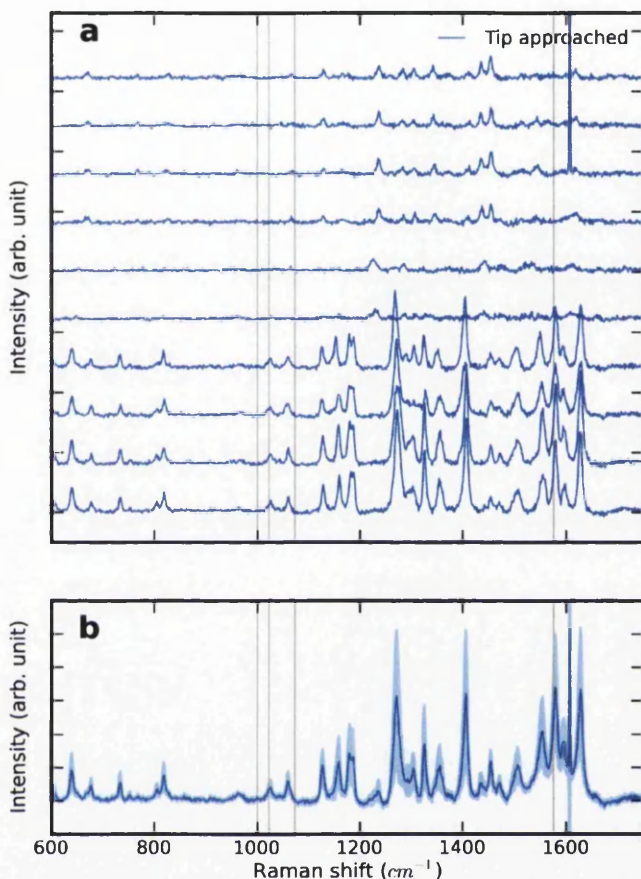 a
Tip approached
Intensity (arb. unit)
b
Intensity (arb. unit)
600 800 1000 1200 1400 1600
Raman shift (cm⁻¹)